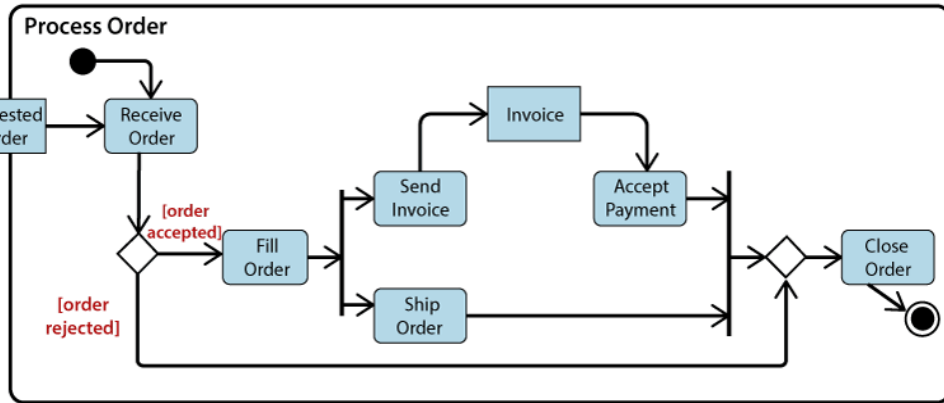 Process Order
ested
rder
Receive
Order
Invoice
Send
Invoice
Accept
Payment
[order
accepted]
Fill
Order
Close
Order
[order
rejected]
Ship
Order